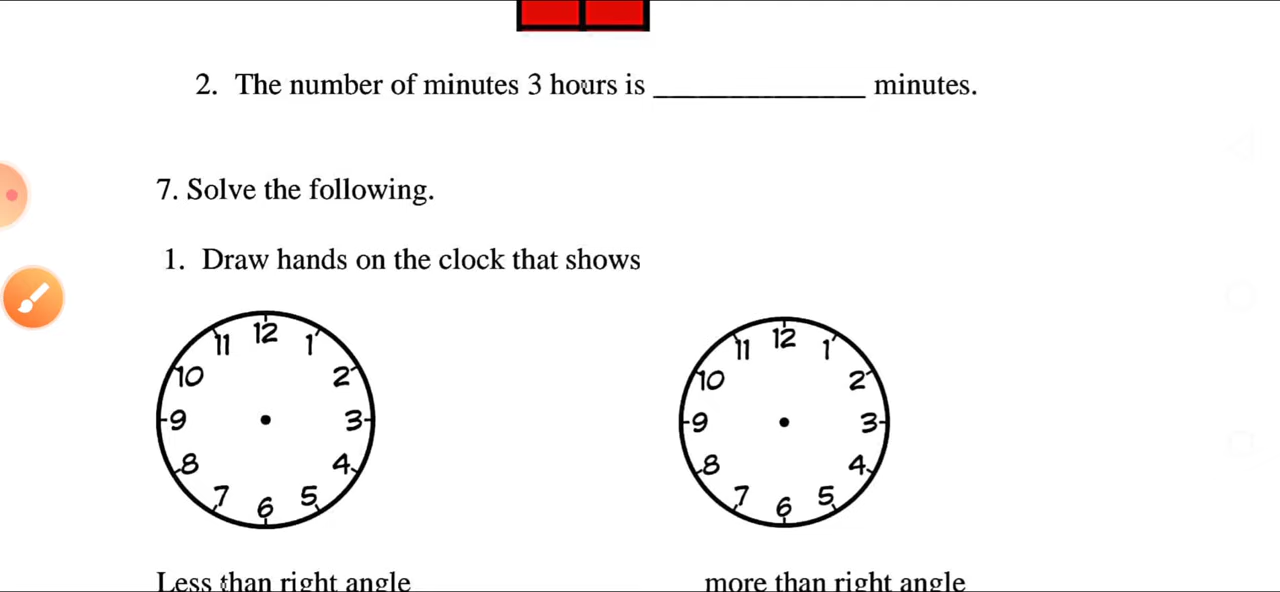 2. The number of minutes 3 hours is ______________ minutes.
7. Solve the following.
1. Draw hands on the clock that shows
12 1 2 3 4 5 6 7 8 9 10 11
12 1 2 3 4 5 6 7 8 9 10 11
Less than right angle
more than right angle